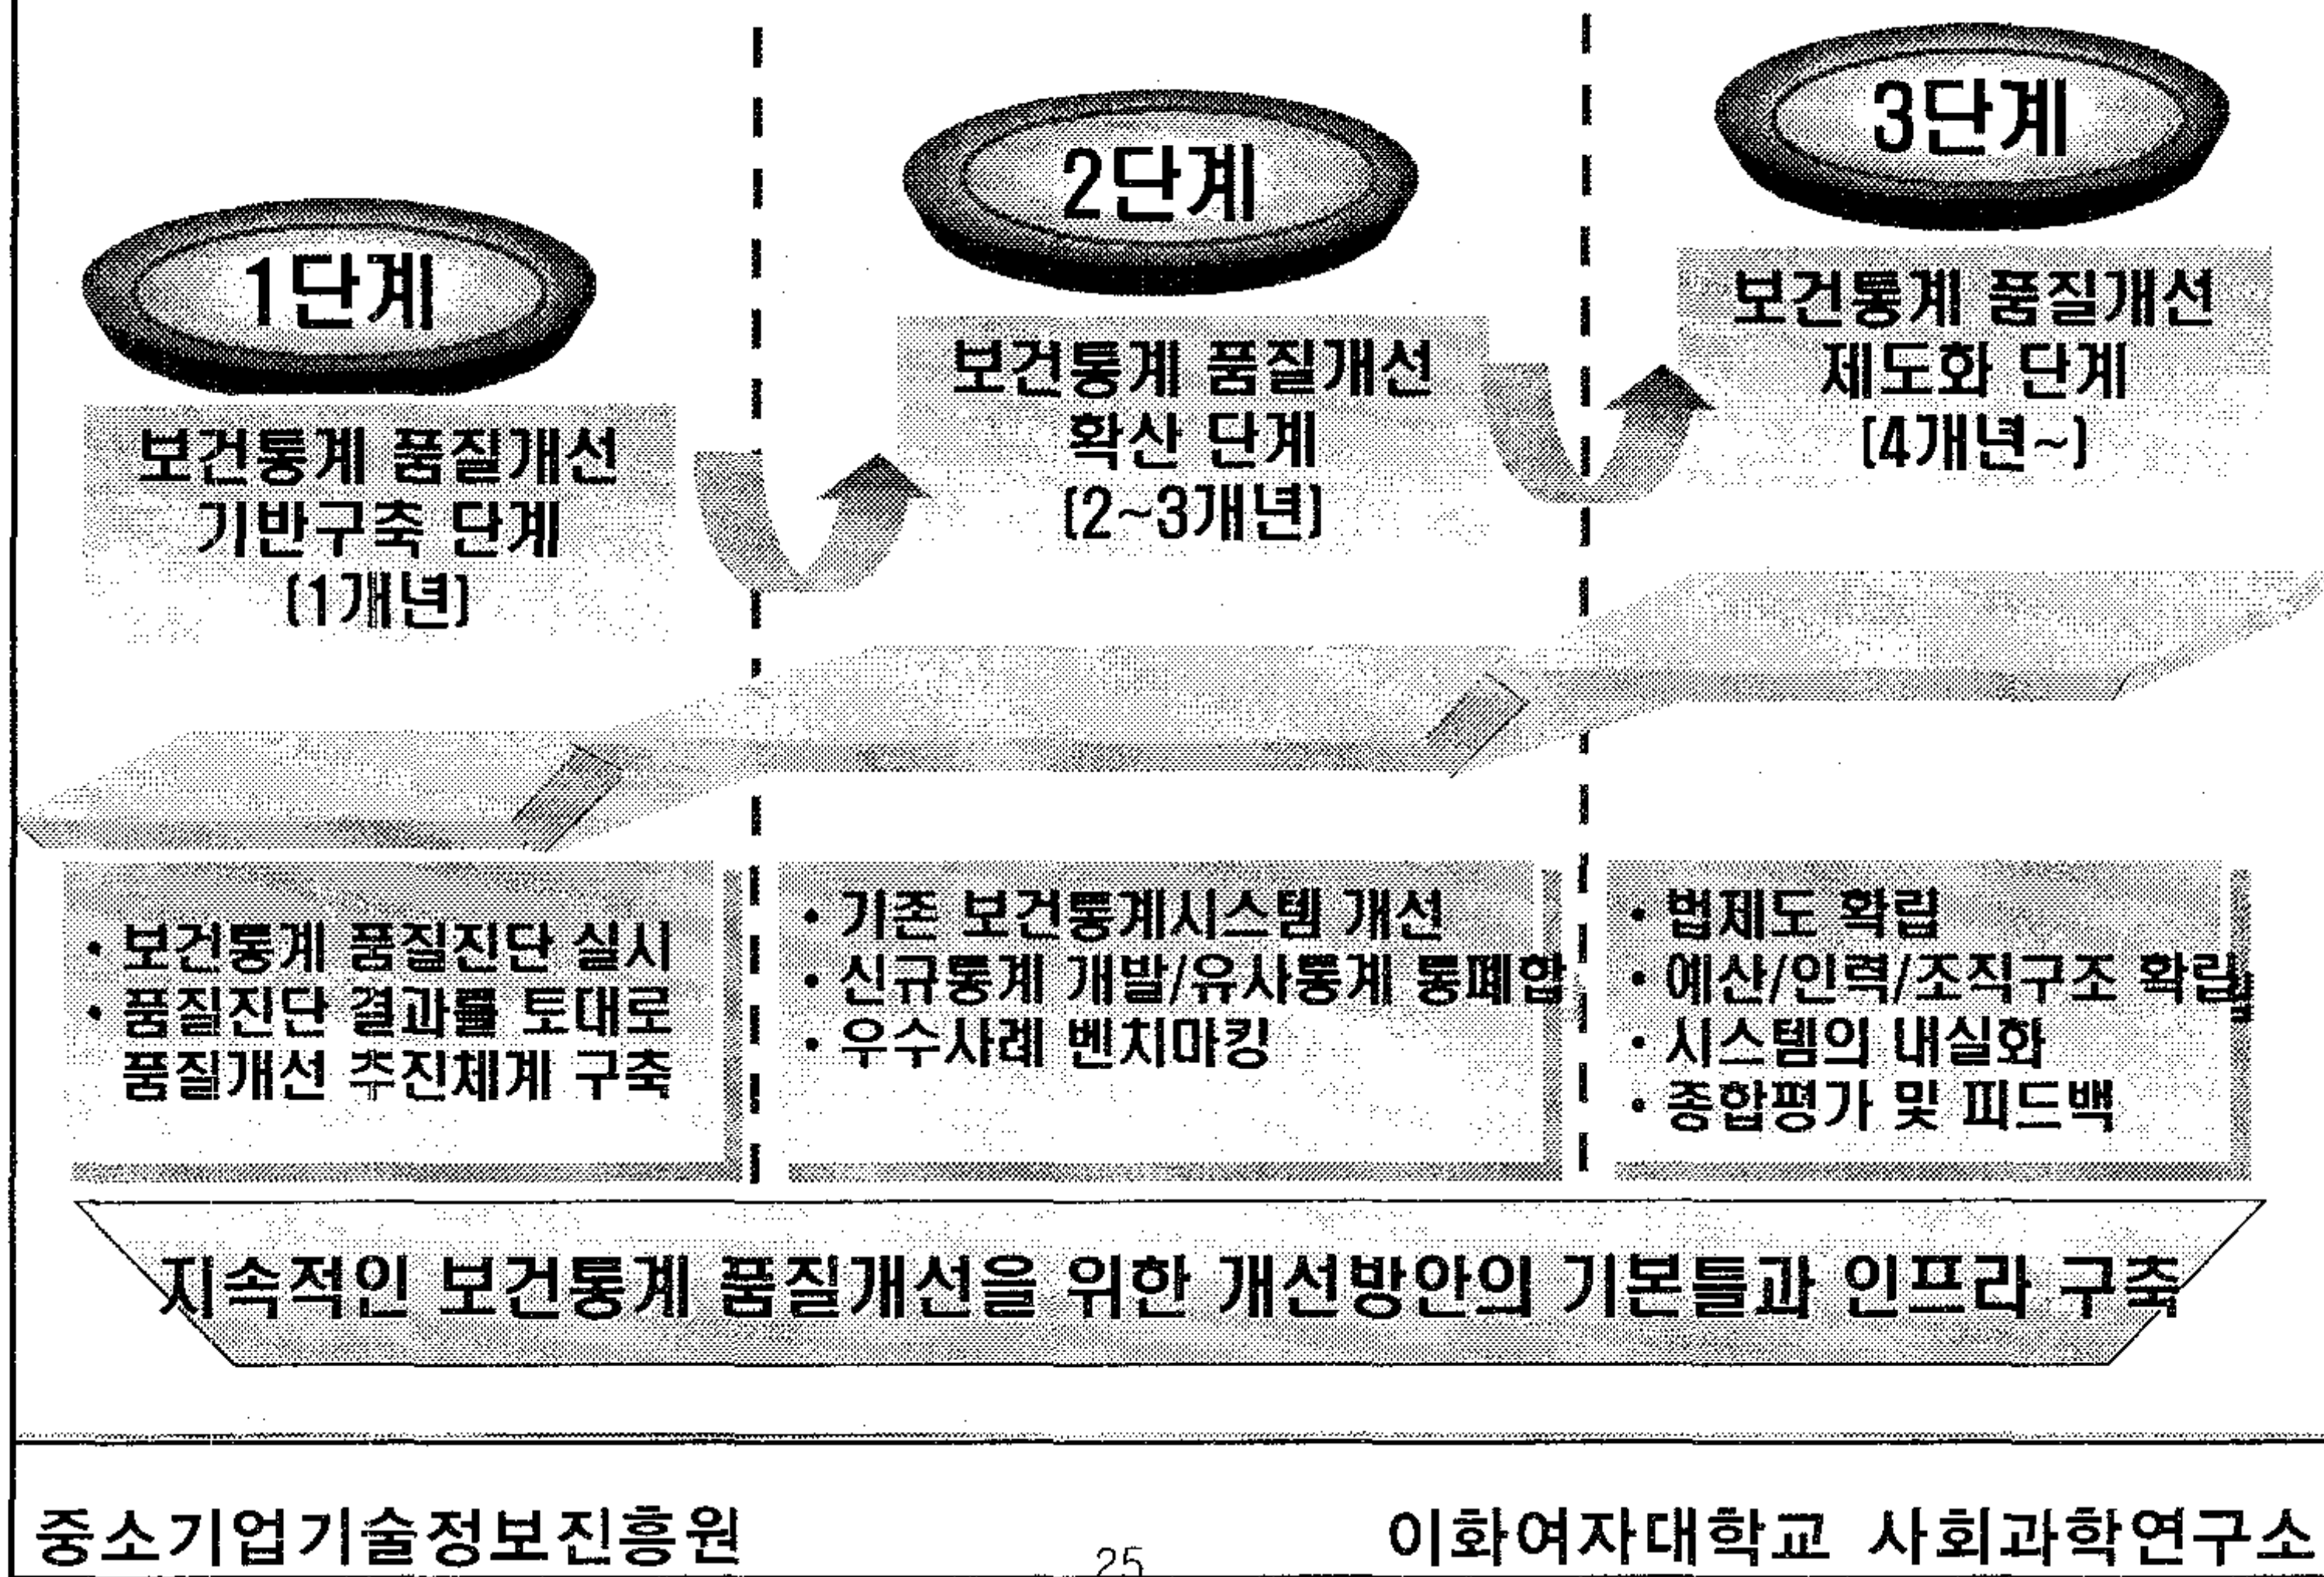 1단계
보건통계 품질개선
기반구축 단계
(1개년)
2단계
보건통계 품질개선
확산 단계
(2~3개년)
3단계
보건통계 품질개선
제도화 단계
(4개년~)
• 보건통계 품질진단 실시
• 품질진단 결과를 토대로
품질개선 추진체계 구축
• 기존 보건통계시스템 개선
• 신규통계 개발/유사통계 통폐합
• 우수사례 벤치마킹
• 법제도 확립
• 예산/인력/조직구조 확립
• 시스템의 내실화
• 종합평가 및 피드백
지속적인 보건통계 품질개선을 위한 개선방안의 기본틀과 인프라 구축
중소기업기술정보진흥원
25
이화여자대학교 사회과학연구소